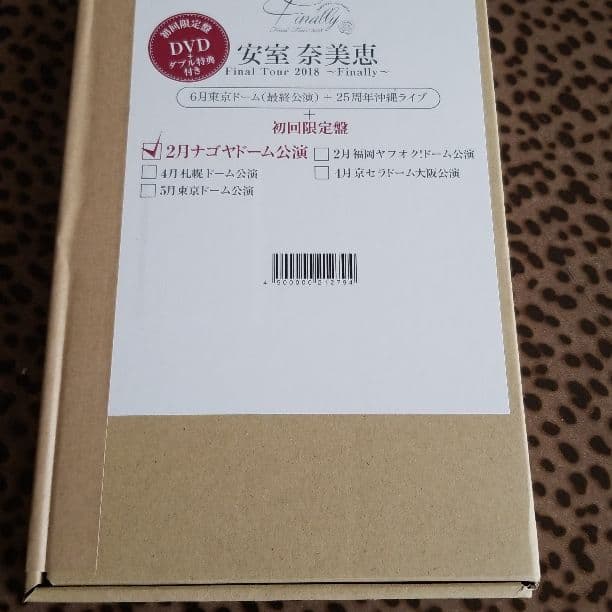 Finally
初回限定盤
DVD
+
ダブル特典
付き
安室 奈美恵
Final Tour 2018 ～Finally～
6月東京ドーム(最終公演)+25周年沖縄ライブ
+
初回限定盤
2月ナゴヤドーム公演
2月福岡ヤフオク!ドーム公演
4月札幌ドーム公演
4月京セラドーム大阪公演
5月東京ドーム公演
4 500000 212794